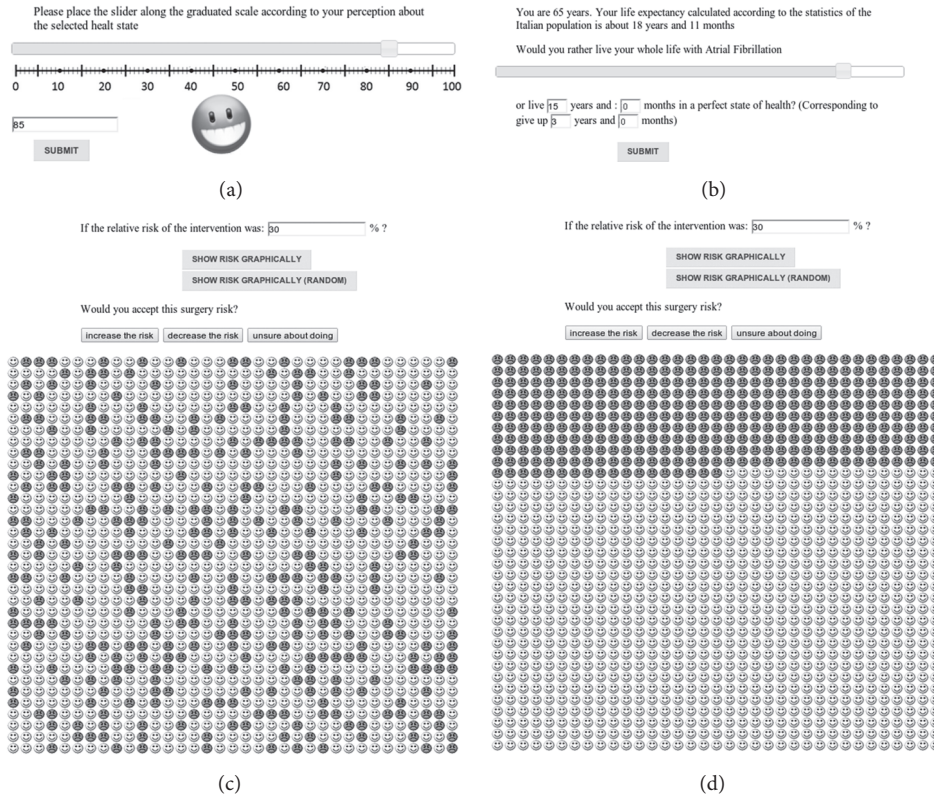 Please place the slider along the graduated scale according to your perception about
the selected healt state
0 10 20 30 40 50 60 70 80 90 100
85
SUBMIT
(a)
You are 65 years. Your life expectancy calculated according to the statistics of the
Italian population is about 18 years and 11 months
Would you rather live your whole life with Atrial Fibrillation
or live 15 years and : 0 months in a perfect state of health? (Corresponding to
give up 3 years and 0 months)
SUBMIT
(b)
If the relative risk of the intervention was: 30 % ?
SHOW RISK GRAPHICALLY
SHOW RISK GRAPHICALLY (RANDOM)
Would you accept this surgery risk?
increase the risk decrease the risk unsure about doing
(c)
If the relative risk of the intervention was: 30 % ?
SHOW RISK GRAPHICALLY
SHOW RISK GRAPHICALLY (RANDOM)
Would you accept this surgery risk?
increase the risk decrease the risk unsure about doing
(d)